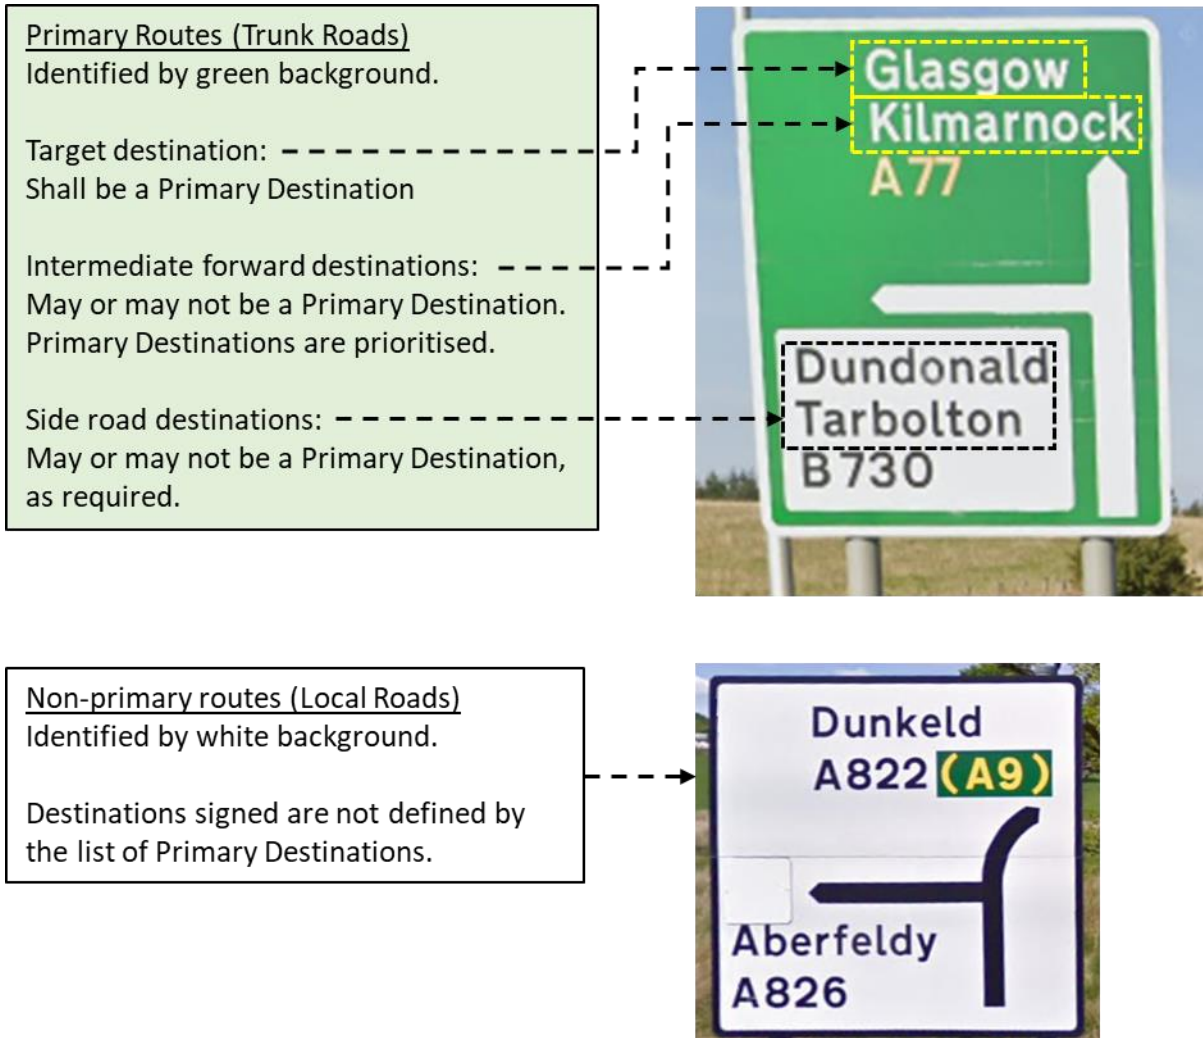 Primary Routes (Trunk Roads)
Identified by green background.
Target destination:
Shall be a Primary Destination
Intermediate forward destinations:
May or may not be a Primary Destination.
Primary Destinations are prioritised.
Side road destinations:
May or may not be a Primary Destination,
as required.
Glasgow
Kilmarnock
A77
Dundonald
Tarbolton
B730
Non-primary routes (Local Roads)
Identified by white background.
Destinations signed are not defined by
the list of Primary Destinations.
Dunkeld
A822 (A9)
Aberfeldy
A826